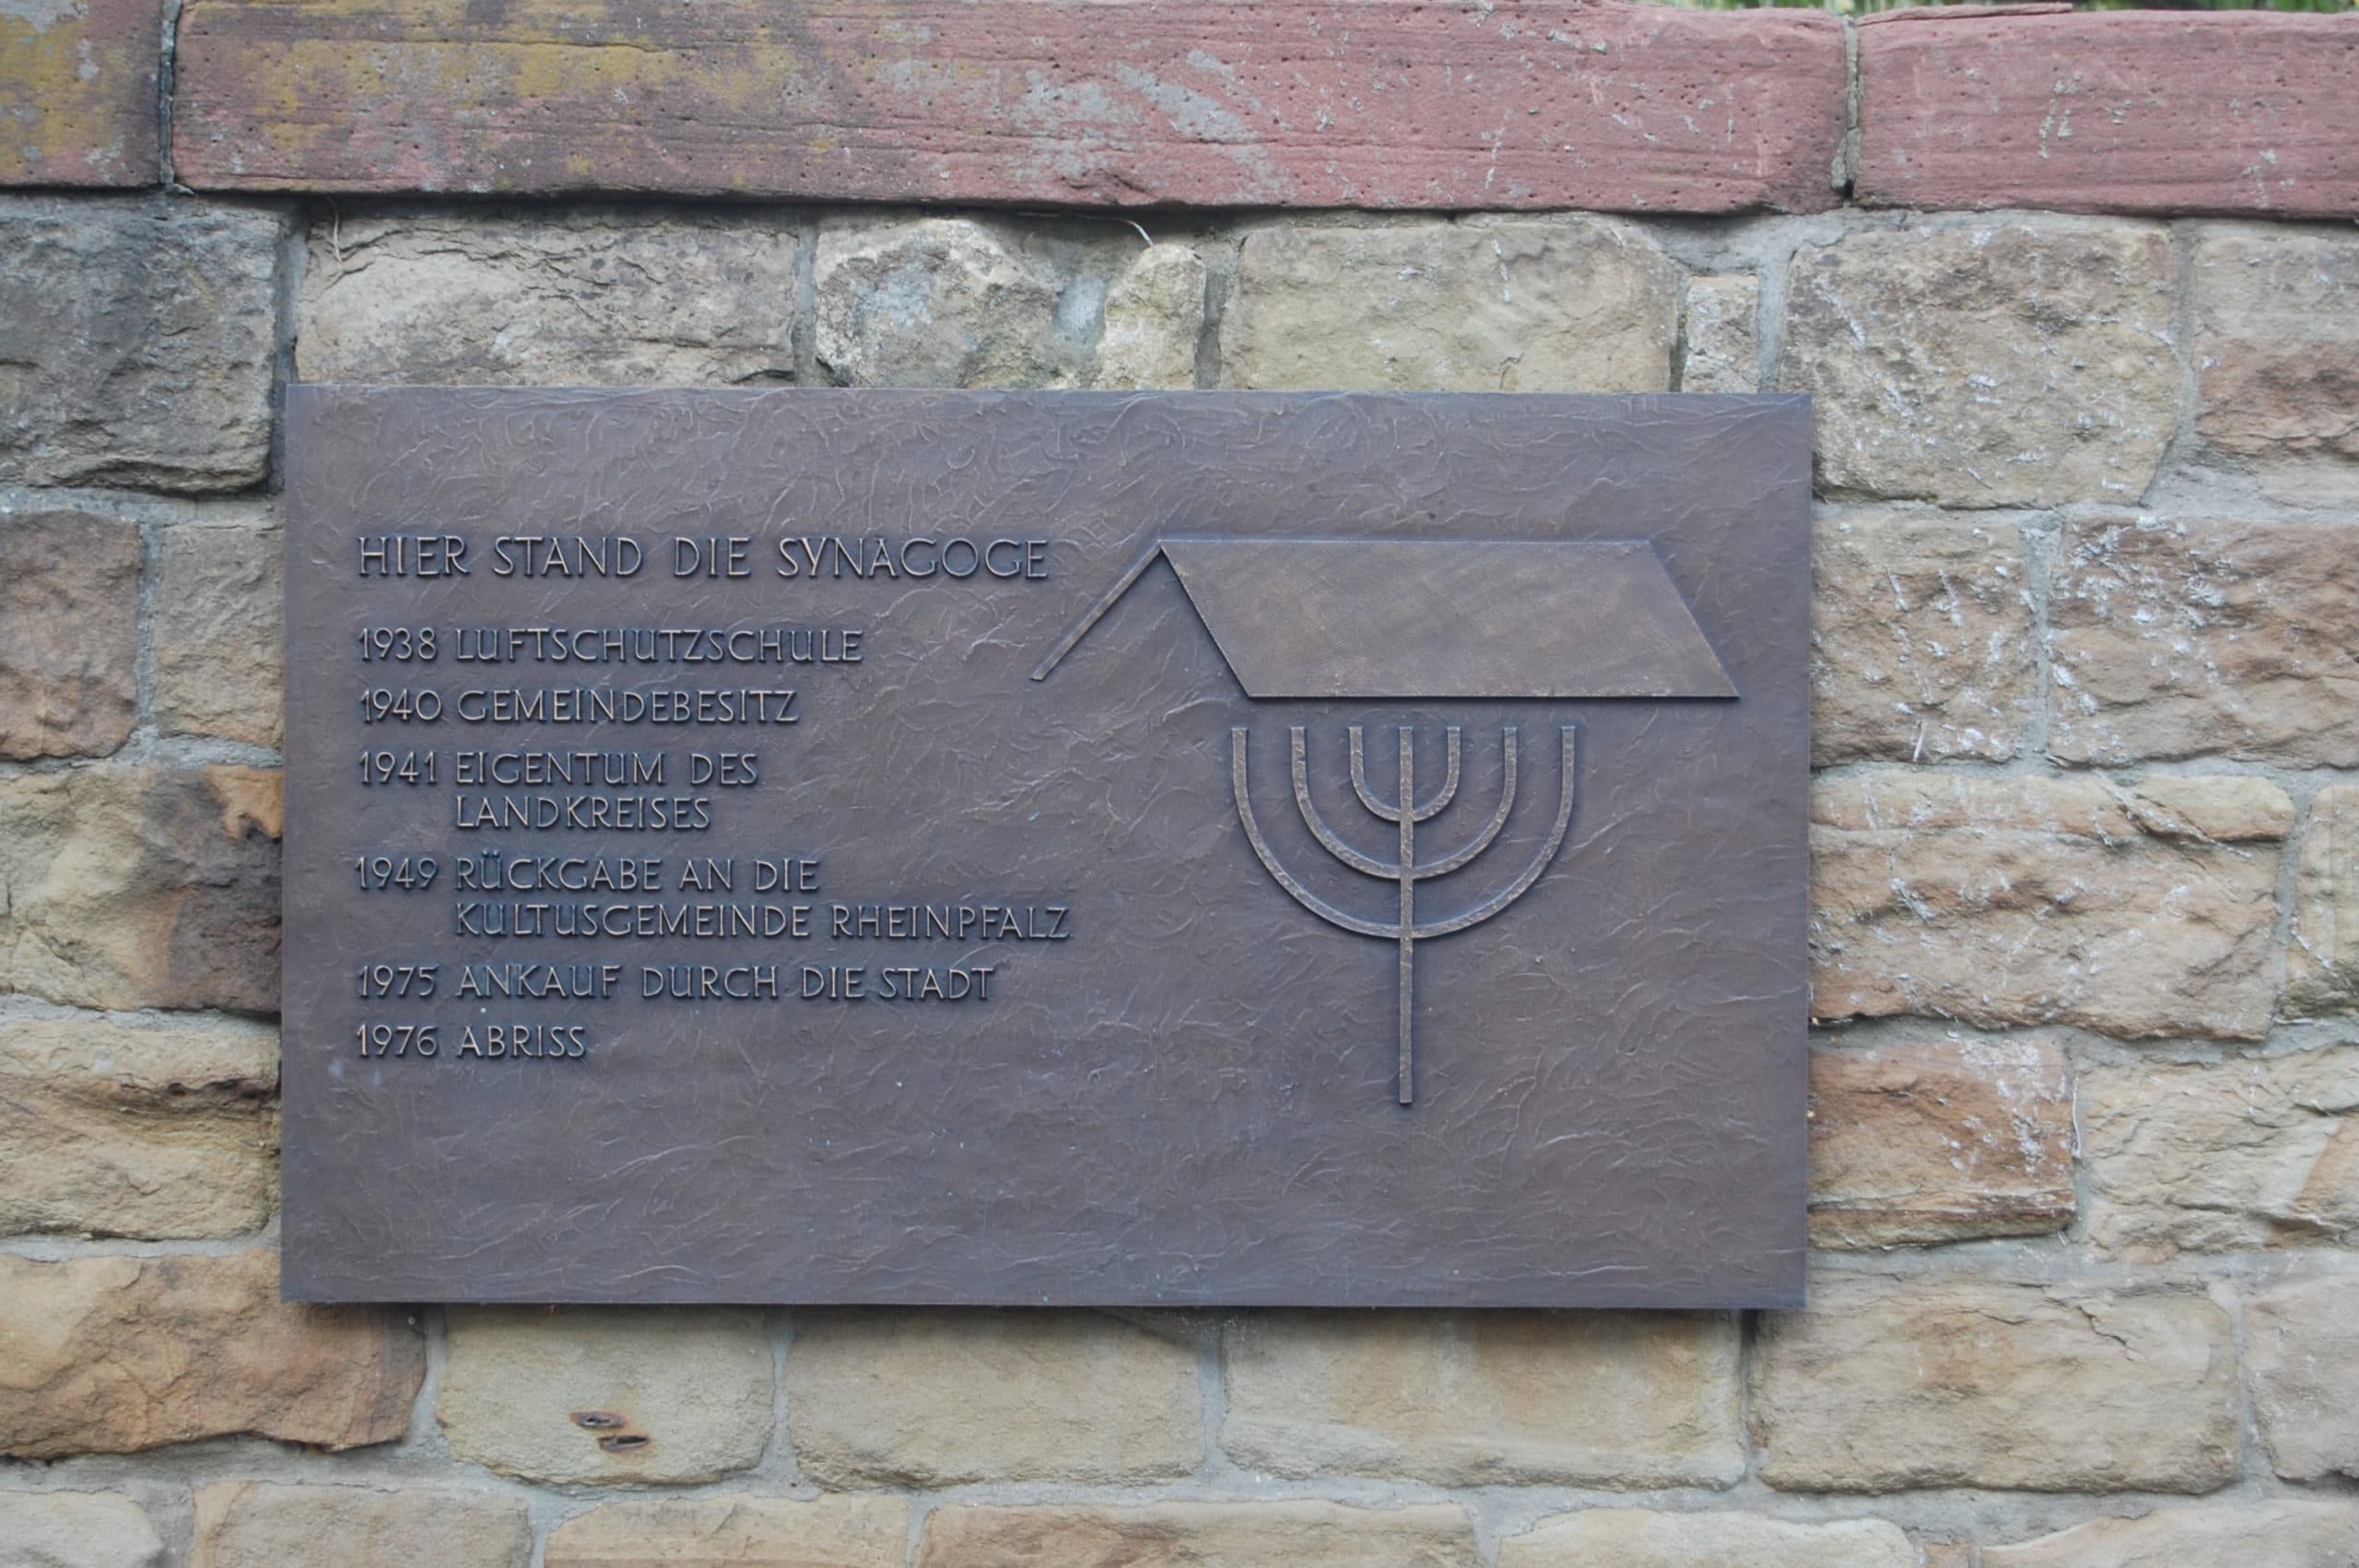 HIER STAND DIE SYNAGOGE
1938 LUFTSCHUTZSCHULE
1940 GEMEINDEBESITZ
1941 EIGENTUM DES
LANDKREISES
1949 RÜCKGABE AN DIE
KULTUSGEMEINDE RHEINPFALZ
1975 ANKAUF DURCH DIE STADT
1976 ABRISS